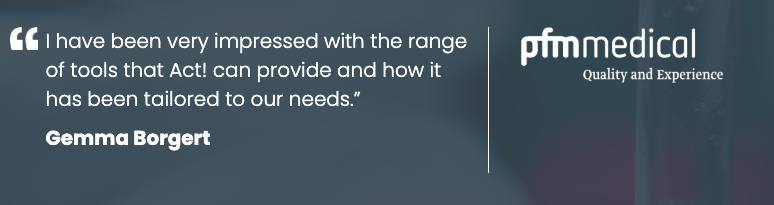 “I have been very impressed with the range
of tools that Act! can provide and how it
has been tailored to our needs.”
Gemma Borgert
pfmmedical
Quality and Experience